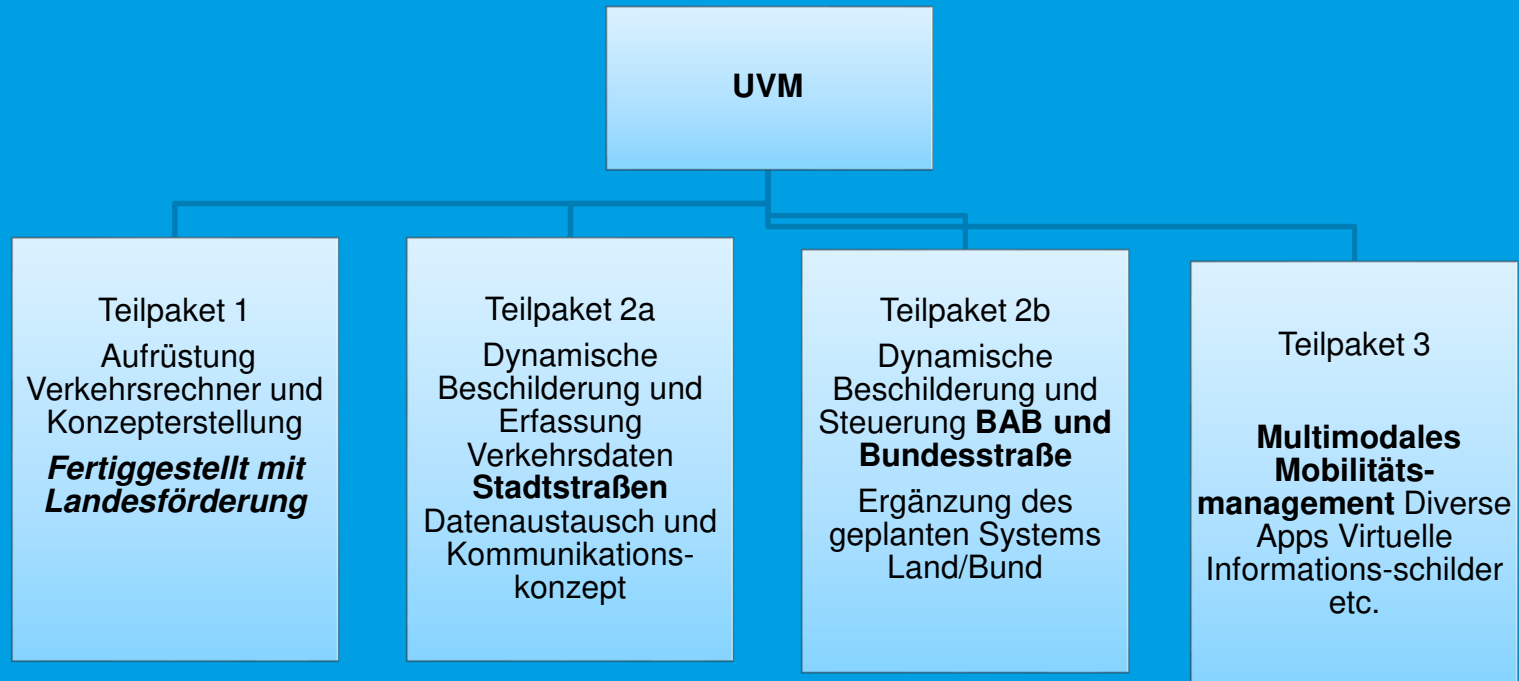 UVM
Teilpaket 1
Aufrüstung
Verkehrsrechner und
Konzepterstellung
Fertiggestellt mit
Landesförderung
Teilpaket 2a
Dynamische
Beschilderung und
Erfassung
Verkehrsdaten
Stadtstraßen
Datenaustausch und
Kommunikations-
konzept
Teilpaket 2b
Dynamische
Beschilderung und
Steuerung BAB und
Bundesstraße
Ergänzung des
geplanten Systems
Land/Bund
Teilpaket 3
Multimodales
Mobilitäts-
management Diverse
Apps Virtuelle
Informations-schilder
etc.